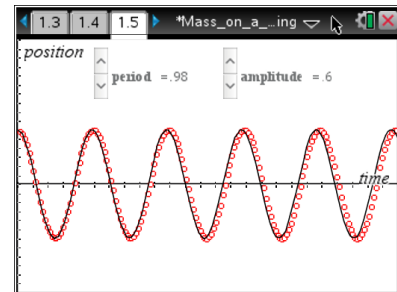 1.3 1.4 1.5 *Mass_on_a_...ing
position
period =.98 amplitude =.6
time